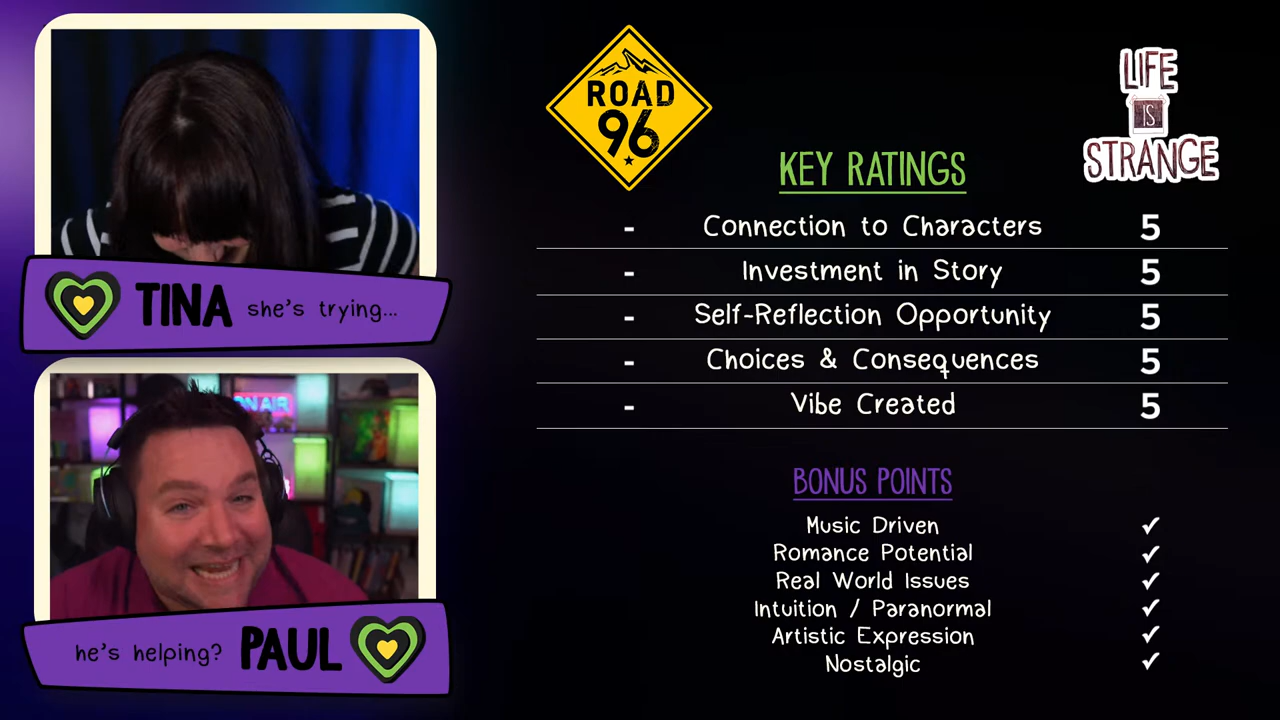 TINA she's trying...
ON AIR
he's helping? PAUL
ROAD
96
LIFE
IS
STRANGE
KEY RATINGS
- Connection to Characters 5
- Investment in Story 5
- Self-Reflection Opportunity 5
- Choices & Consequences 5
- Vibe Created 5
BONUS POINTS
Music Driven ✓
Romance Potential ✓
Real World Issues ✓
Intuition / Paranormal ✓
Artistic Expression ✓
Nostalgic ✓